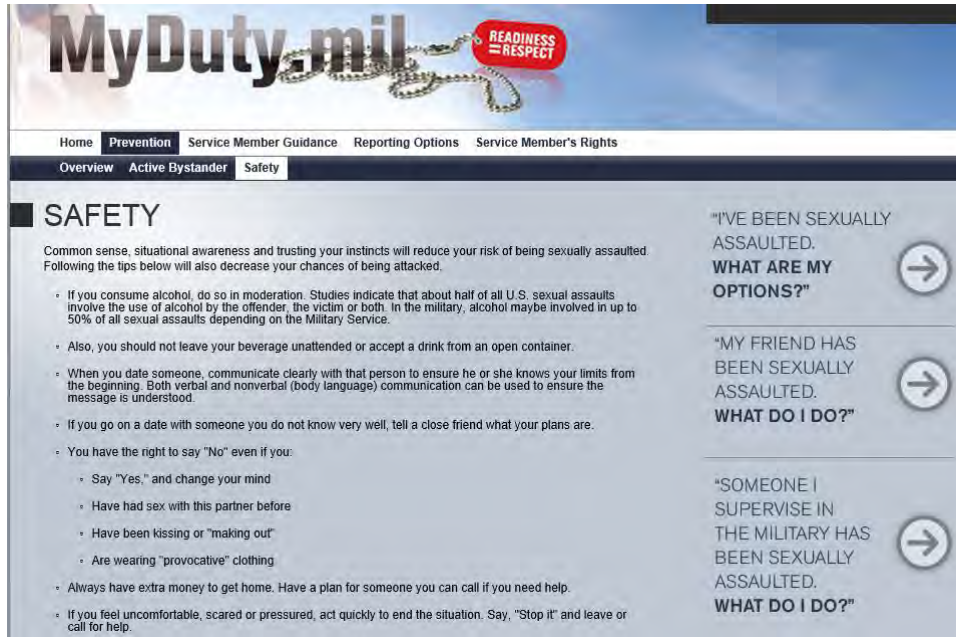 MyDuty.mil
READINESS
=RESPECT
Home Prevention Service Member Guidance Reporting Options Service Member's Rights
Overview Active Bystander Safety
SAFETY
Common sense, situational awareness and trusting your instincts will reduce your risk of being sexually assaulted.
Following the tips below will also decrease your chances of being attacked.
If you consume alcohol, do so in moderation. Studies indicate that about half of all U.S. sexual assaults
involve the use of alcohol by the offender, the victim or both. In the military, alcohol maybe involved in up to
50% of all sexual assaults depending on the Military Service.
Also, you should not leave your beverage unattended or accept a drink from an open container.
When you date someone, communicate clearly with that person to ensure he or she knows your limits from
the beginning. Both verbal and nonverbal (body language) communication can be used to ensure the
message is understood.
If you go on a date with someone you do not know very well, tell a close friend what your plans are.
You have the right to say "No" even if you:
Say "Yes," and change your mind
Have had sex with this partner before
Have been kissing or "making out"
Are wearing "provocative" clothing
Always have extra money to get home. Have a plan for someone you can call if you need help.
If you feel uncomfortable, scared or pressured, act quickly to end the situation. Say, "Stop it" and leave or
call for help.
"I'VE BEEN SEXUALLY
ASSAULTED.
WHAT ARE MY
OPTIONS?"
"MY FRIEND HAS
BEEN SEXUALLY
ASSAULTED.
WHAT DO I DO?"
"SOMEONE I
SUPERVISE IN
THE MILITARY HAS
BEEN SEXUALLY
ASSAULTED.
WHAT DO I DO?"